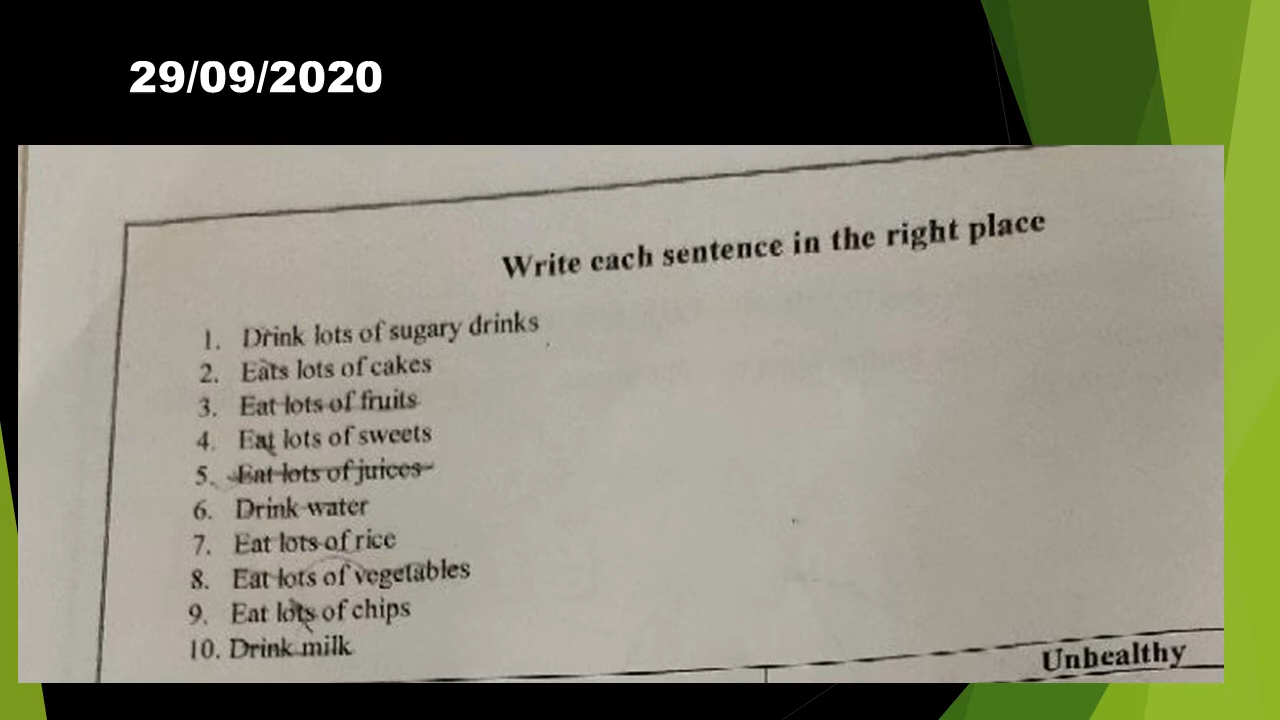 29/09/2020
Write each sentence in the right place
1. Drink lots of sugary drinks
2. Eats lots of cakes
3. Eat lots of fruits
4. Eat lots of sweets
5. Eat lots of juices
6. Drink water
7. Eat lots of rice
8. Eat lots of vegetables
9. Eat lots of chips
10. Drink milk
Unhealthy